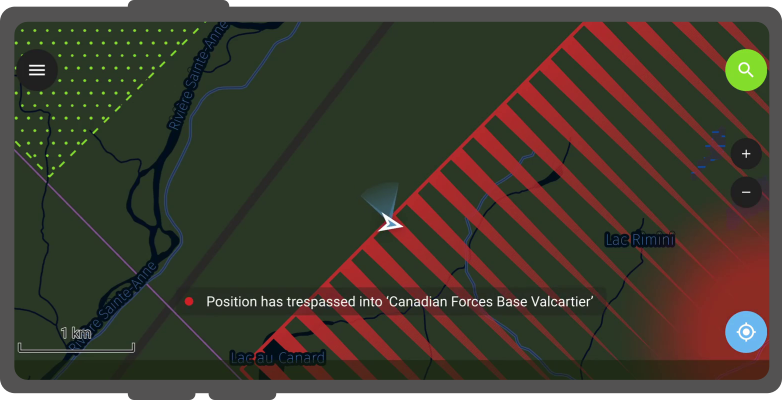 Rivière Sainte-Anne
Lac Rimini
Position has trespassed into ‘Canadian Forces Base Valcartier’
1 km
Rivière Sainte-Anne
Lac au Canard